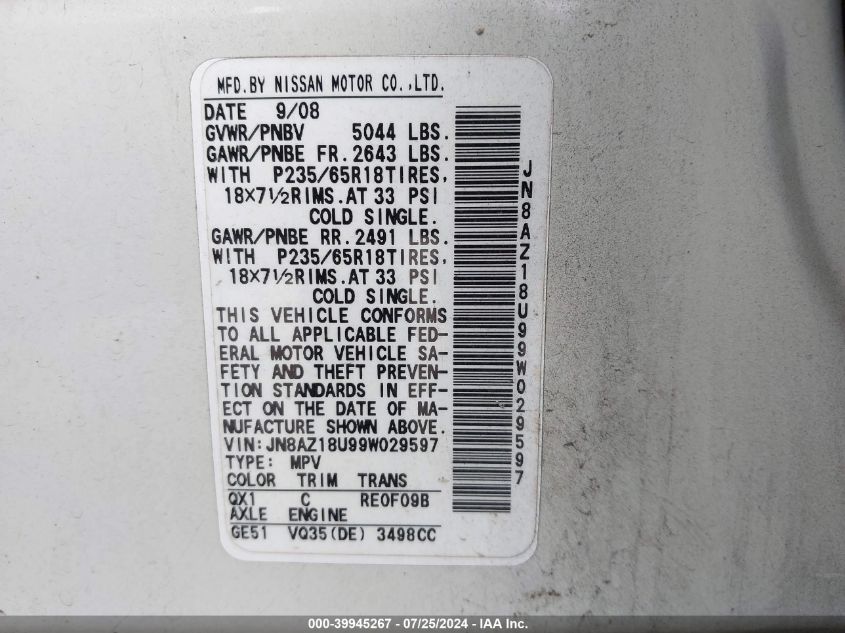 MFD.BY NISSAN MOTOR CO.,LTD.
DATE 9/08
GVWR/PNBV 5044 LBS.
GAWR/PNBE FR.2643 LBS.
WITH P235/65R18TIRES,
18X7½RIMS.AT 33 PSI
COLD SINGLE.
GAWR/PNBE RR.2491 LBS.
WITH P235/65R18TIRES,
18X7½RIMS.AT 33 PSI
COLD SINGLE.
THIS VEHICLE CONFORMS
TO ALL APPLICABLE FED-
ERAL MOTOR VEHICLE SA-
FETY AND THEFT PREVEN-
TION STANDARDS IN EFF-
ECT ON THE DATE OF MA-
NUFACTURE SHOWN ABOVE.
VIN:JN8AZ18U99W029597
TYPE: MPV
COLOR TRIM TRANS
QX1 C RE0F09B
AXLE ENGINE
GE51 VQ35(DE) 3498CC
JN8AZ18U99W029597
000-39945267 - 07/25/2024 - IAA Inc.